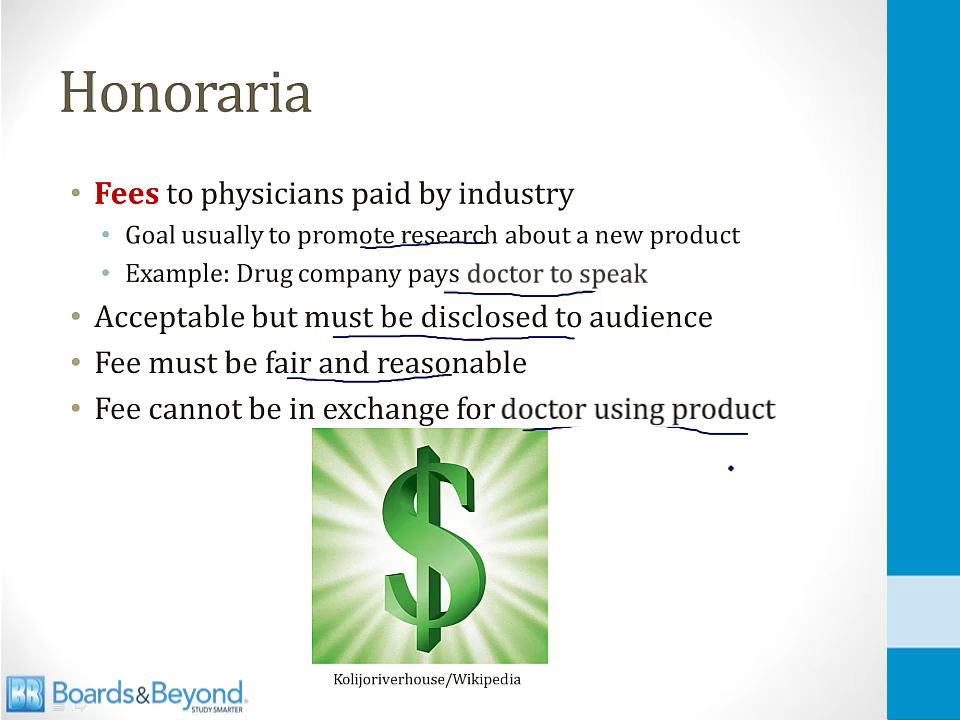 Honoraria
• Fees to physicians paid by industry
• Goal usually to promote research about a new product
• Example: Drug company pays doctor to speak
• Acceptable but must be disclosed to audience
• Fee must be fair and reasonable
• Fee cannot be in exchange for doctor using product
Kolijoriverhouse/Wikipedia
BB Boards&Beyond.
STUDY SMARTER